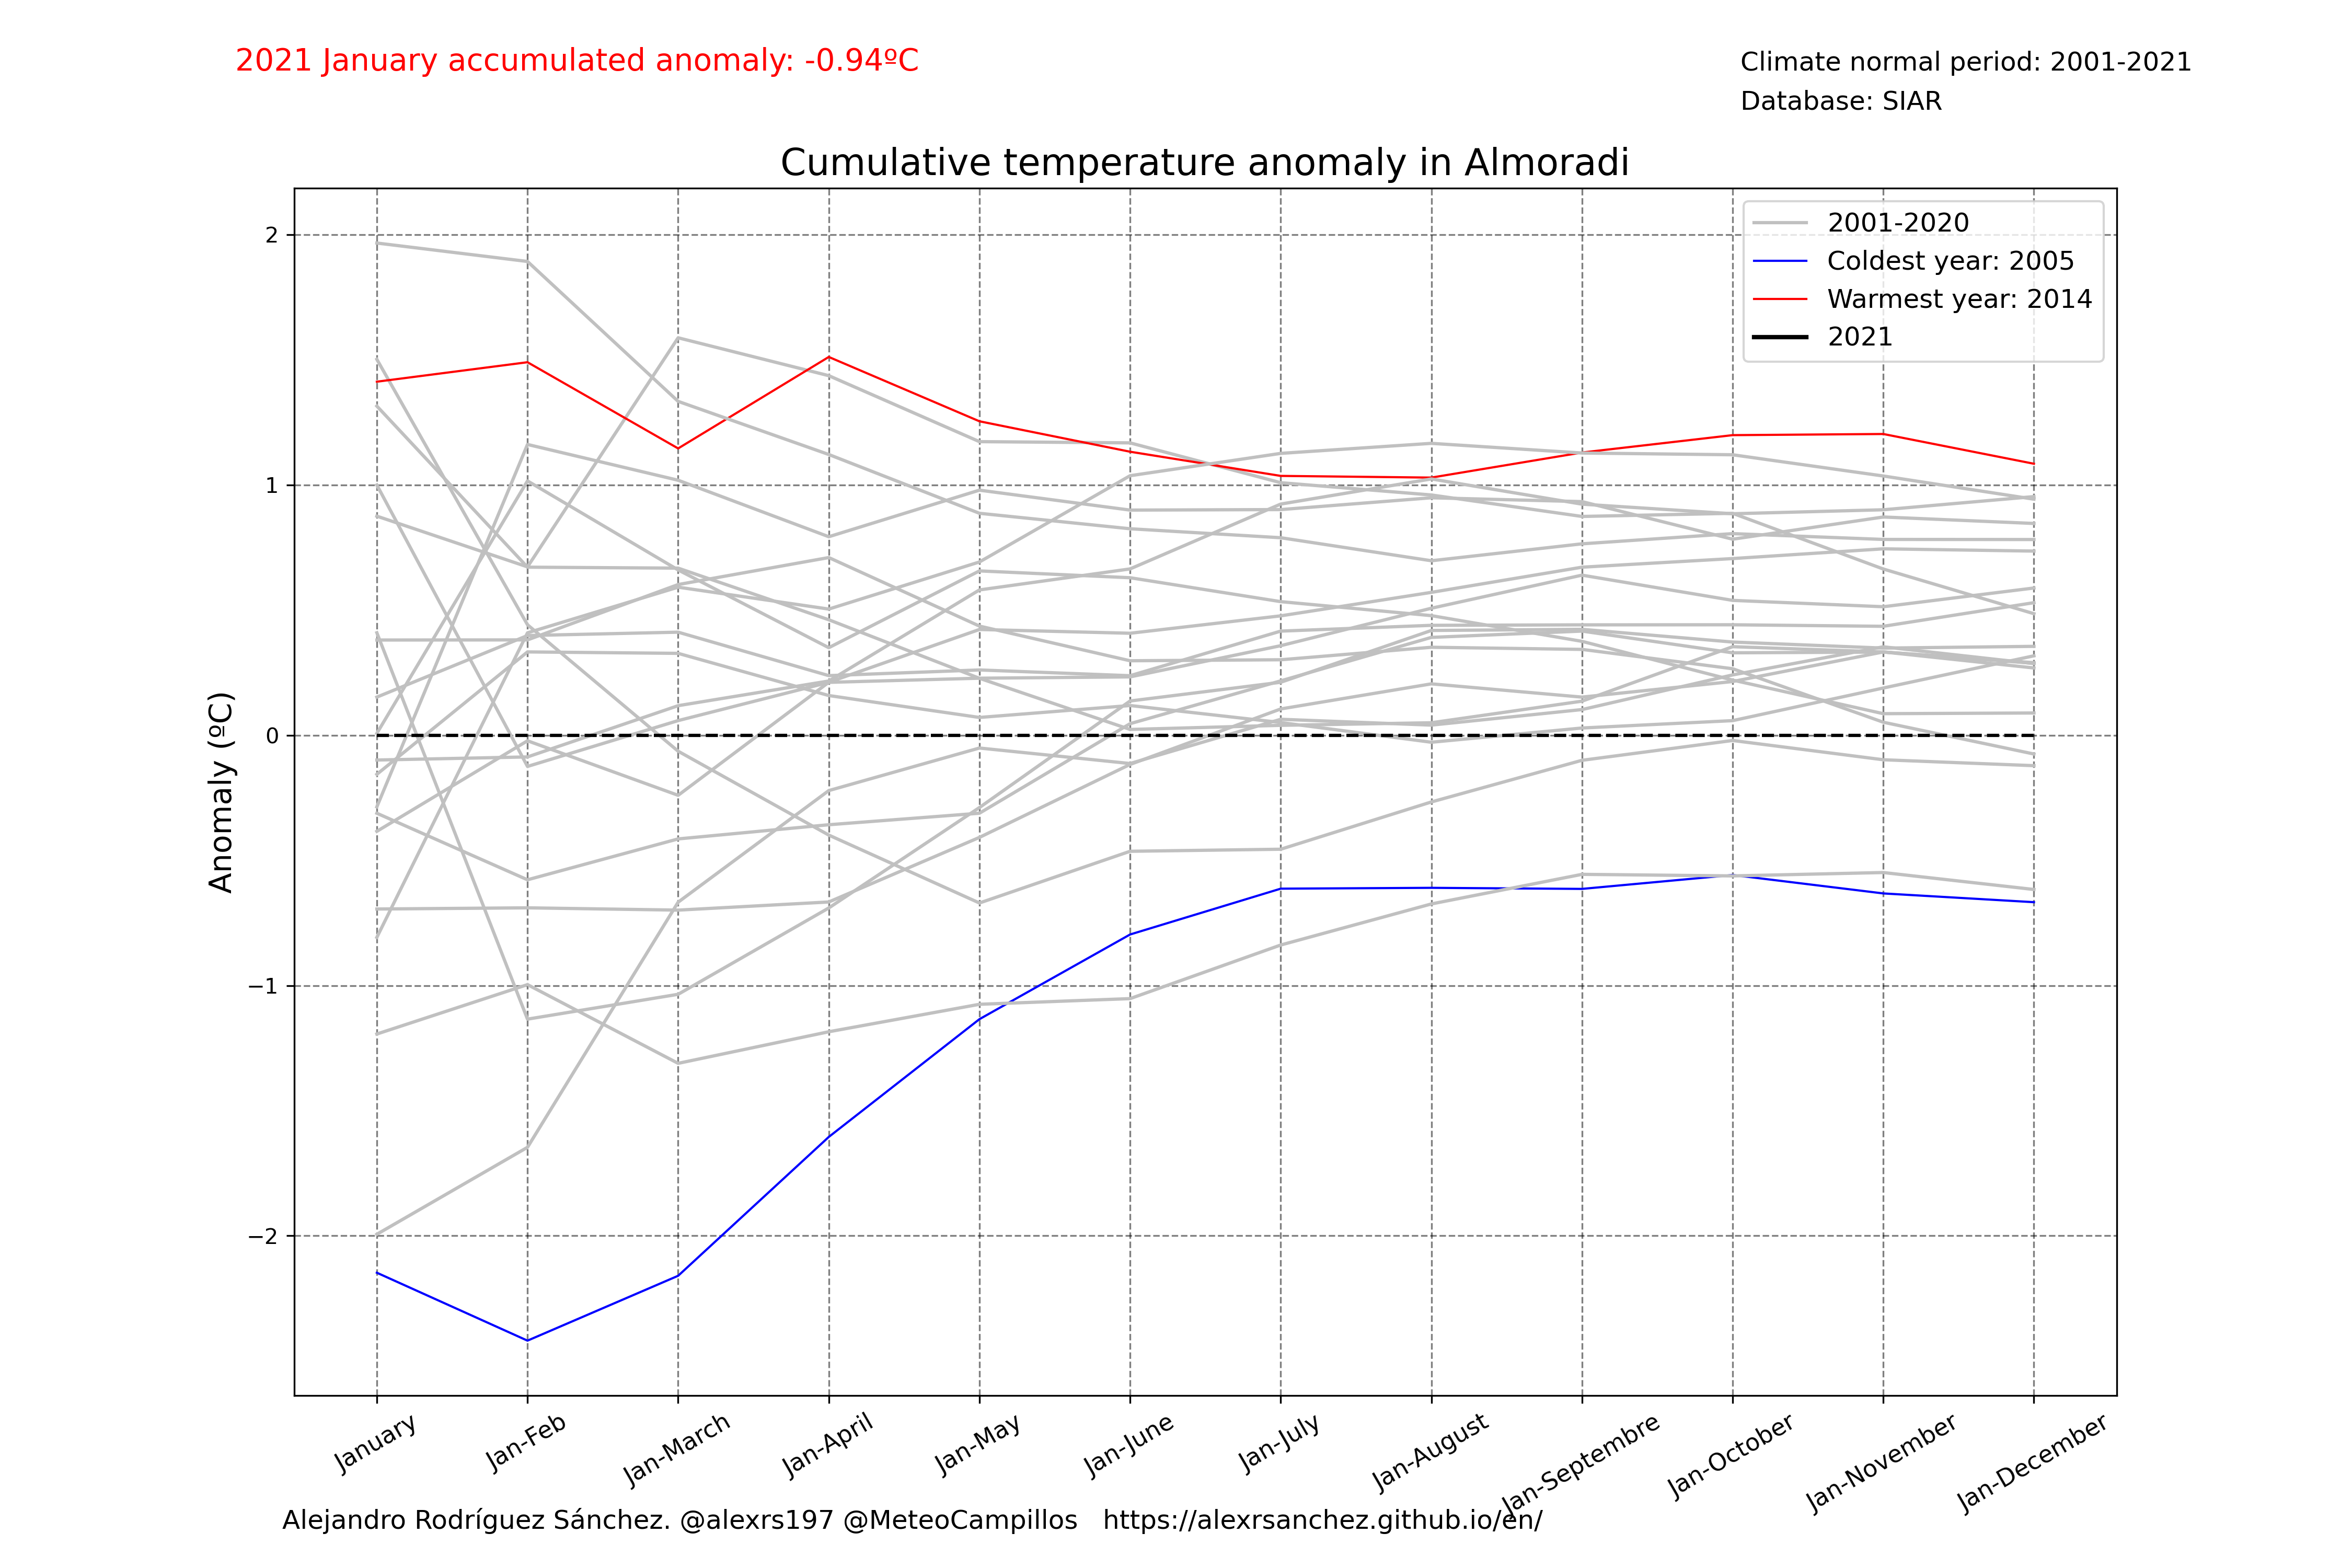 2021 January accumulated anomaly: -0.94ºC
Climate normal period: 2001-2021
Database: SIAR
Cumulative temperature anomaly in Almoradi
2001-2020
Coldest year: 2005
Warmest year: 2014
2021
Anomaly (ºC)
2
1
0
−1
−2
January
Jan-Feb
Jan-March
Jan-April
Jan-May
Jan-June
Jan-July
Jan-August
Jan-Septembre
Jan-October
Jan-November
Jan-December
Alejandro Rodríguez Sánchez. @alexrs197 @MeteoCampillos https://alexrsanchez.github.io/en/